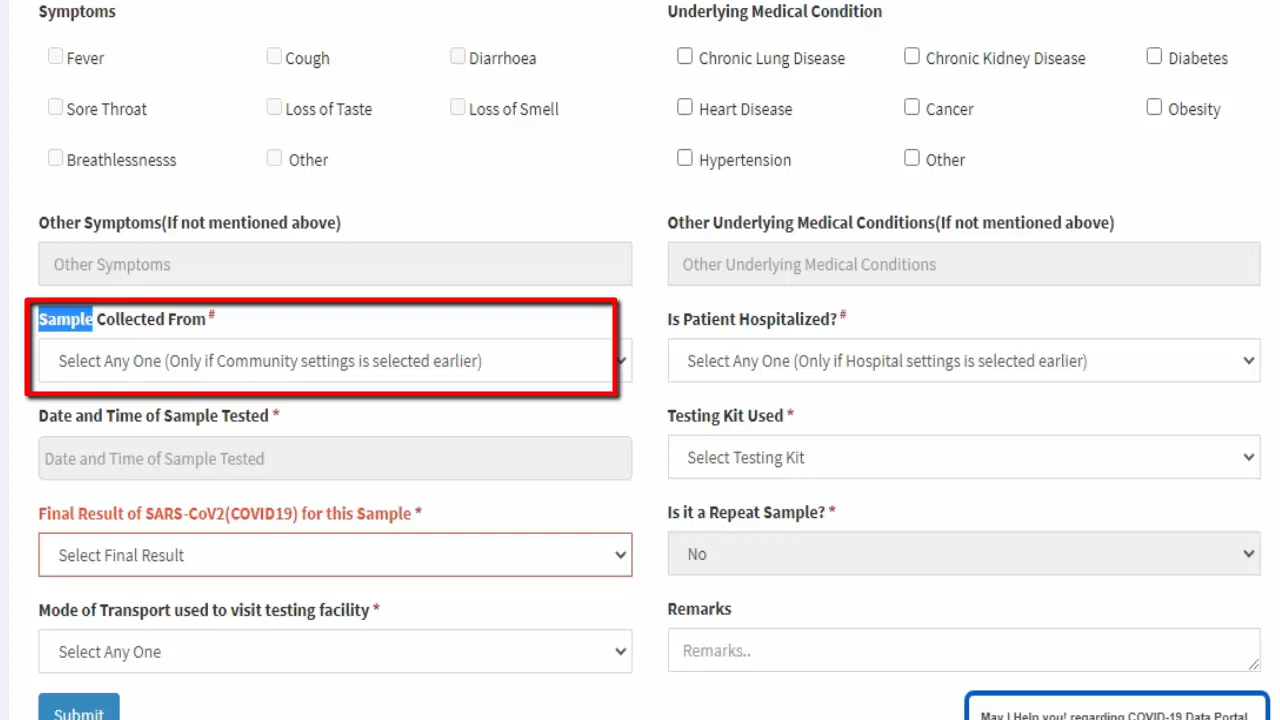 Symptoms
Underlying Medical Condition
Fever
Cough
Diarrhoea
Chronic Lung Disease
Chronic Kidney Disease
Diabetes
Sore Throat
Loss of Taste
Loss of Smell
Heart Disease
Cancer
Obesity
Breathlessnesss
Other
Hypertension
Other
Other Symptoms(If not mentioned above)
Other Underlying Medical Conditions(If not mentioned above)
Other Symptoms
Other Underlying Medical Conditions
Sample Collected From #
Is Patient Hospitalized? #
Select Any One (Only if Community settings is selected earlier)
Select Any One (Only if Hospital settings is selected earlier)
Date and Time of Sample Tested *
Testing Kit Used *
Date and Time of Sample Tested
Select Testing Kit
Final Result of SARS-CoV2(COVID19) for this Sample *
Is it a Repeat Sample? *
Select Final Result
No
Mode of Transport used to visit testing facility *
Remarks
Select Any One
Remarks..
Submit
May I Help you! regarding COVID-19 Data Portal